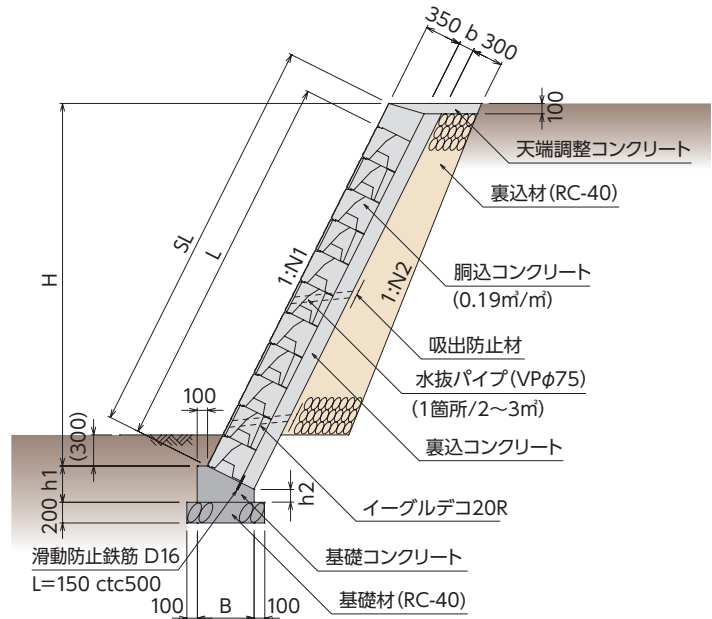 350 b 300
100
天端調整コンクリート
裏込材(RC-40)
SL
L
H
1:N1
1:N2
胴込コンクリート
(0.19㎥/㎡)
吸出防止材
水抜パイプ(VPφ75)
(1箇所/2〜3㎡)
裏込コンクリート
100
(300)
200 h1
h2
イーグルデコ20R
滑動防止鉄筋 D16
L=150 ctc500
基礎コンクリート
基礎材(RC-40)
100 B 100